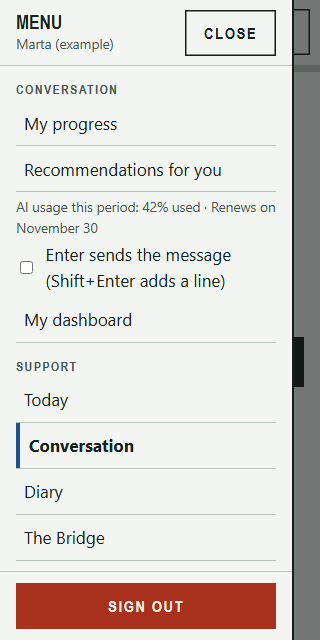 MENU
Marta (example)
CLOSE
CONVERSATION
My progress
Recommendations for you
AI usage this period: 42% used · Renews on
November 30
Enter sends the message
(Shift+Enter adds a line)
My dashboard
SUPPORT
Today
Conversation
Diary
The Bridge
SIGN OUT